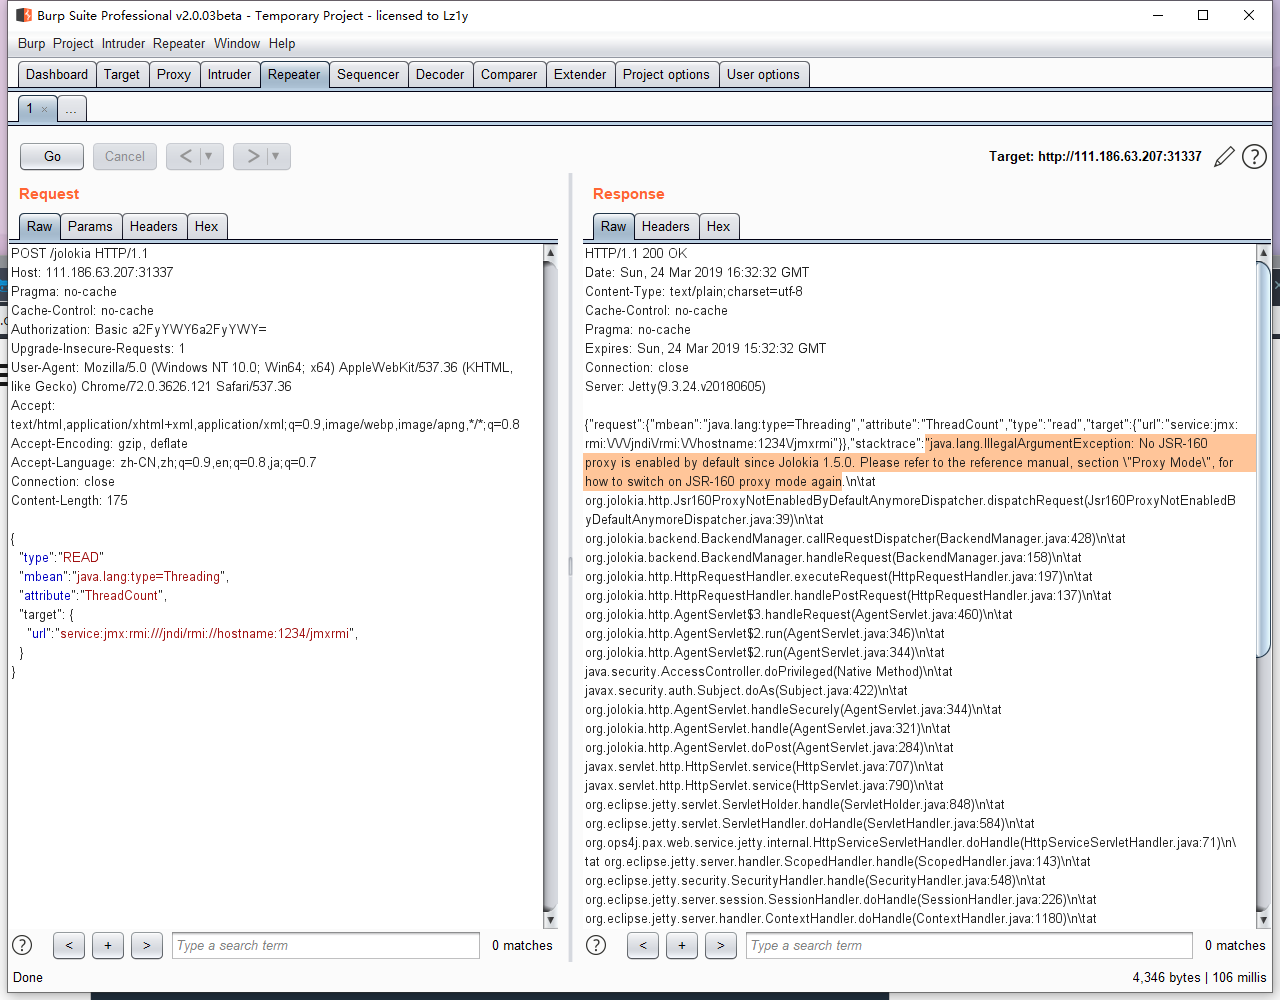 Burp Suite Professional v2.0.03beta - Temporary Project - licensed to Lz1y
Burp Project Intruder Repeater Window Help
Dashboard Target Proxy Intruder Repeater Sequencer Decoder Comparer Extender Project options User options
1 × ...
Go Cancel < > Target: http://111.186.63.207:31337 ?
Request
Raw Params Headers Hex
POST /jolokia HTTP/1.1
Host: 111.186.63.207:31337
Pragma: no-cache
Cache-Control: no-cache
Authorization: Basic a2FyYWY6a2FyYWY=
Upgrade-Insecure-Requests: 1
User-Agent: Mozilla/5.0 (Windows NT 10.0; Win64; x64) AppleWebKit/537.36 (KHTML,
like Gecko) Chrome/72.0.3626.121 Safari/537.36
Accept:
text/html,application/xhtml+xml,application/xml;q=0.9,image/webp,image/apng,*/*;q=0.8
Accept-Encoding: gzip, deflate
Accept-Language: zh-CN,zh;q=0.9,en;q=0.8,ja;q=0.7
Connection: close
Content-Length: 175
{
"type":"READ"
"mbean":"java.lang:type=Threading",
"attribute":"ThreadCount",
"target": {
"url":"service:jmx:rmi:///jndi/rmi://hostname:1234/jmxrmi",
}
}
? < + > Type a search term 0 matches
Response
Raw Headers Hex
HTTP/1.1 200 OK
Date: Sun, 24 Mar 2019 16:32:32 GMT
Content-Type: text/plain;charset=utf-8
Cache-Control: no-cache
Pragma: no-cache
Expires: Sun, 24 Mar 2019 15:32:32 GMT
Connection: close
Server: Jetty(9.3.24.v20180605)
{"request":{"mbean":"java.lang:type=Threading","attribute":"ThreadCount","type":"read","target":{"url":"service:jmx:
rmi:\/\/\/jndi\/rmi:\/\/hostname:1234\/jmxrmi"}},"stacktrace":"java.lang.IllegalArgumentException: No JSR-160
proxy is enabled by default since Jolokia 1.5.0. Please refer to the reference manual, section \"Proxy Mode\", for
how to switch on JSR-160 proxy mode again.\n\tat
org.jolokia.http.Jsr160ProxyNotEnabledByDefaultAnymoreDispatcher.dispatchRequest(Jsr160ProxyNotEnabledB
yDefaultAnymoreDispatcher.java:39)\n\tat
org.jolokia.backend.BackendManager.callRequestDispatcher(BackendManager.java:428)\n\tat
org.jolokia.backend.BackendManager.handleRequest(BackendManager.java:158)\n\tat
org.jolokia.http.HttpRequestHandler.executeRequest(HttpRequestHandler.java:197)\n\tat
org.jolokia.http.HttpRequestHandler.handlePostRequest(HttpRequestHandler.java:137)\n\tat
org.jolokia.http.AgentServlet$3.handleRequest(AgentServlet.java:460)\n\tat
org.jolokia.http.AgentServlet$2.run(AgentServlet.java:346)\n\tat
org.jolokia.http.AgentServlet$2.run(AgentServlet.java:344)\n\tat
java.security.AccessController.doPrivileged(Native Method)\n\tat
javax.security.auth.Subject.doAs(Subject.java:422)\n\tat
org.jolokia.http.AgentServlet.handleSecurely(AgentServlet.java:344)\n\tat
org.jolokia.http.AgentServlet.handle(AgentServlet.java:321)\n\tat
org.jolokia.http.AgentServlet.doPost(AgentServlet.java:284)\n\tat
javax.servlet.http.HttpServlet.service(HttpServlet.java:707)\n\tat
javax.servlet.http.HttpServlet.service(HttpServlet.java:790)\n\tat
org.eclipse.jetty.servlet.ServletHolder.handle(ServletHolder.java:848)\n\tat
org.eclipse.jetty.servlet.ServletHandler.doHandle(ServletHandler.java:584)\n\tat
org.ops4j.pax.web.service.jetty.internal.HttpServiceServletHandler.doHandle(HttpServiceServletHandler.java:71)\n\
tat org.eclipse.jetty.server.handler.ScopedHandler.handle(ScopedHandler.java:143)\n\tat
org.eclipse.jetty.security.SecurityHandler.handle(SecurityHandler.java:548)\n\tat
org.eclipse.jetty.server.session.SessionHandler.doHandle(SessionHandler.java:226)\n\tat
org.eclipse.jetty.server.handler.ContextHandler.doHandle(ContextHandler.java:1180)\n\tat
? < + > Type a search term 0 matches
Done 4,346 bytes | 106 millis